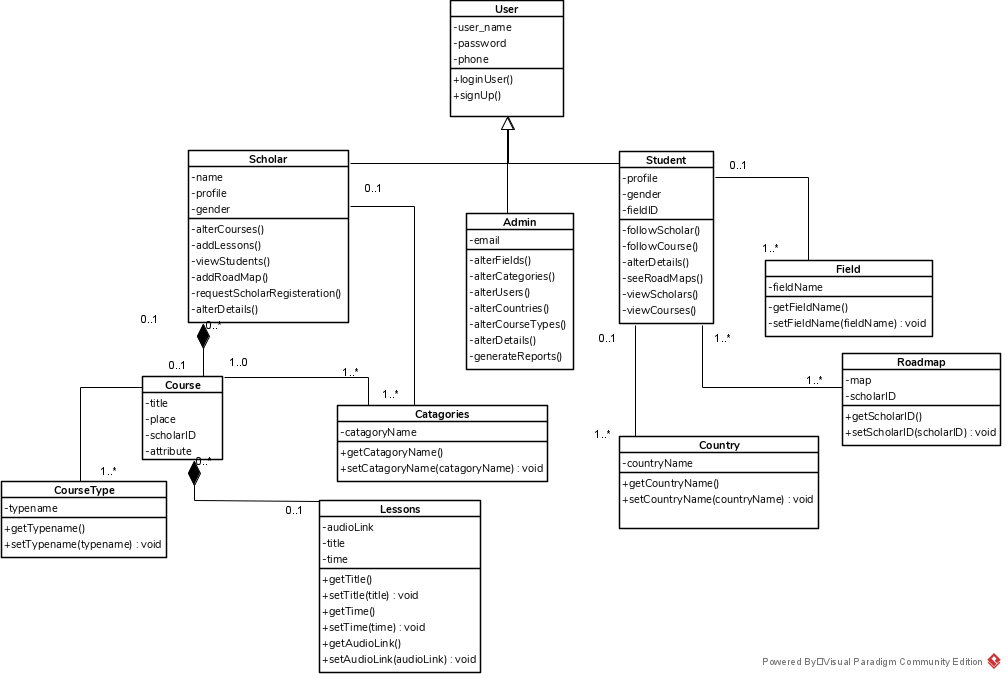 User
-user_name
-password
-phone
+loginUser()
+signUp()
Scholar
-name
-profile
-gender
-alterCourses()
-addLessons()
-viewStudents()
-addRoadMap()
-requestScholarRegisteration()
-alterDetails()
0..1
Admin
-email
-alterFields()
-alterCategories()
-alterUsers()
-alterCountries()
-alterCourseTypes()
-alterDetails()
-generateReports()
Student
-profile
-gender
-fieldID
-followScholar()
-followCourse()
-alterDetails()
-seeRoadMaps()
-viewScholars()
-viewCourses()
0..1
1..*
Field
-fieldName
-getFieldName()
-setFieldName(fieldName) : void
0..1
0..*
0..1
1..0
1..*
1..*
0..1
1..*
1..*
1..*
Course
-title
-place
-scholarID
-attribute
0..*
Catagories
-catagoryName
+getCatagoryName()
+setCatagoryName(catagoryName) : void
Roadmap
-map
-scholarID
+getScholarID()
+setScholarID(scholarID) : void
Country
-countryName
+getCountryName()
+setCountryName(countryName) : void
1..*
CourseType
-typename
+getTypename()
+setTypename(typename) : void
0..1
Lessons
-audioLink
-title
-time
+getTitle()
+setTitle(title) : void
+getTime()
+setTime(time) : void
+getAudioLink()
+setAudioLink(audioLink) : void
Powered By Visual Paradigm Community Edition